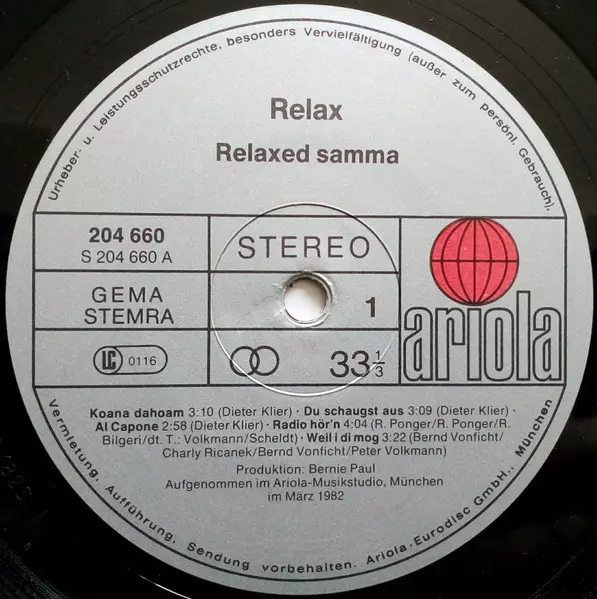 Urheber- u. Leistungsschutzrechte, besonders Vervielfältigung (außer zum persönl. Gebrauch),
Relax
Relaxed samma
204 660
S 204 660 A
STEREO
GEMA
STEMRA
1
LC 0116
33 1/3
ariola
Koana dahoam 3:10 (Dieter Klier) · Du schaugst aus 3:09 (Dieter Klier) ·
Al Capone 2:58 (Dieter Klier) · Radio hör'n 4:04 (R. Ponger/R. Ponger/R.
Bilgeri/dt. T.: Volkmann/Scheldt) · Weil i di mog 3:22 (Bernd Vonficht/
Charly Ricanek/Bernd Vonficht/Peter Volkmann)
Produktion: Bernie Paul
Aufgenommen im Ariola-Musikstudio, München
im März 1982
Vermietung, Aufführung, Sendung vorbehalten. Ariola-Eurodisc GmbH., München